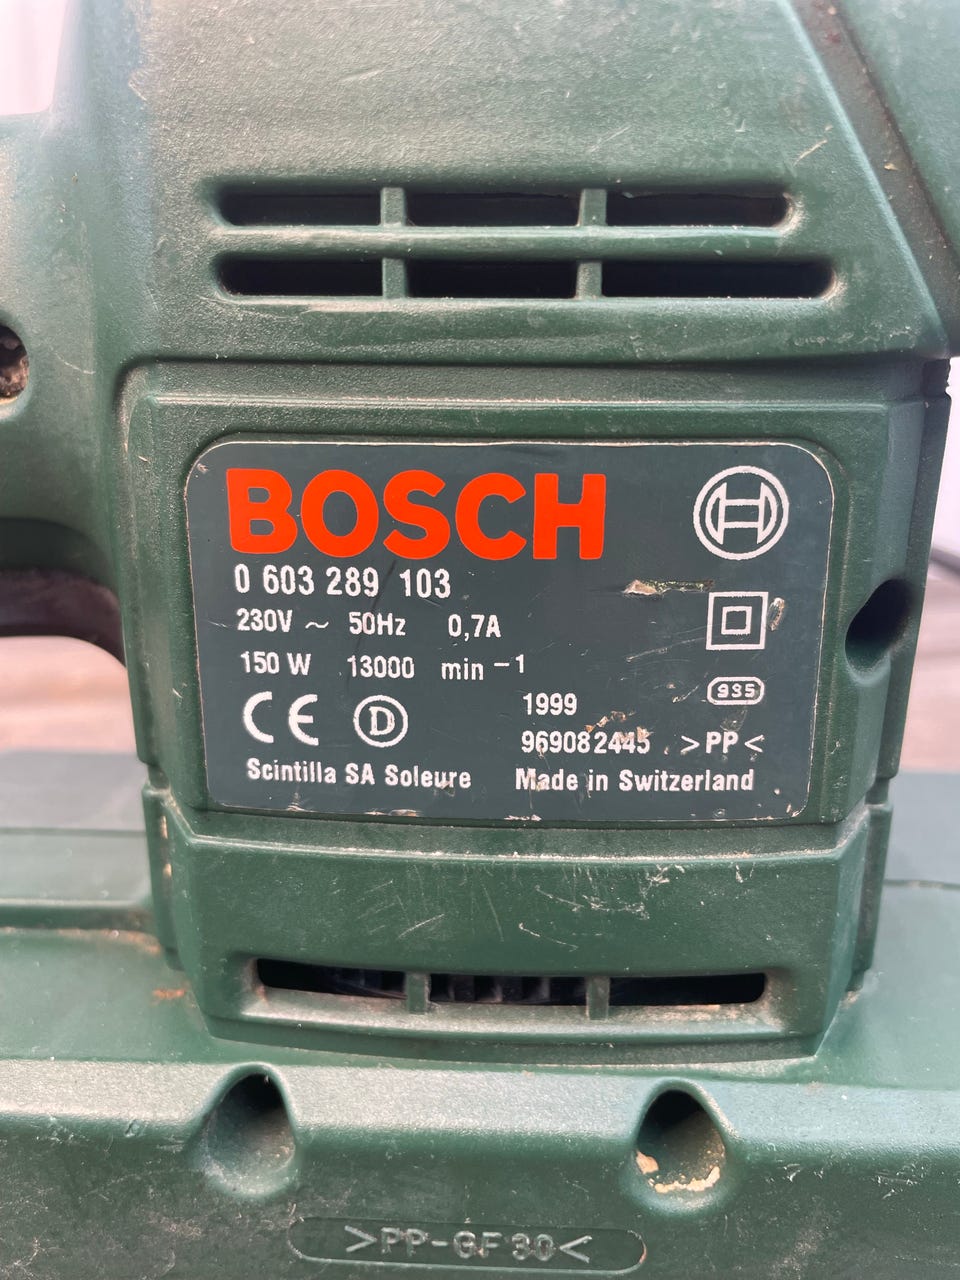 BOSCH
0 603 289 103
230V ~ 50Hz 0,7A
150 W 13000 min⁻¹
935
1999
CE D
969082445 >PP<
Scintilla SA Soleure Made in Switzerland
>PP-GF30<